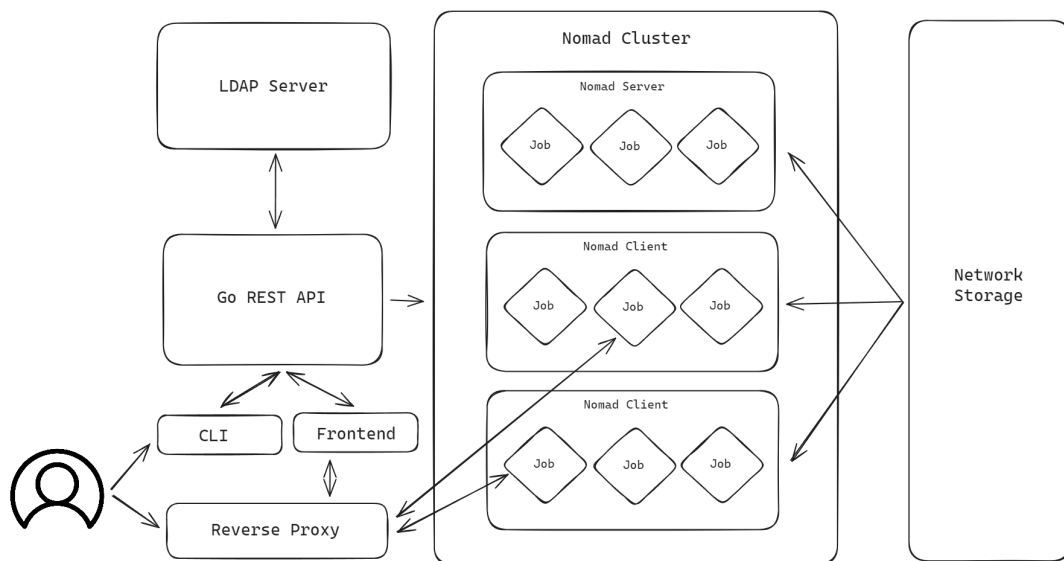 LDAP Server
Go REST API
CLI
Frontend
Reverse Proxy
Nomad Cluster
Nomad Server
Job
Job
Job
Nomad Client
Job
Job
Job
Nomad Client
Job
Job
Job
Network
Storage